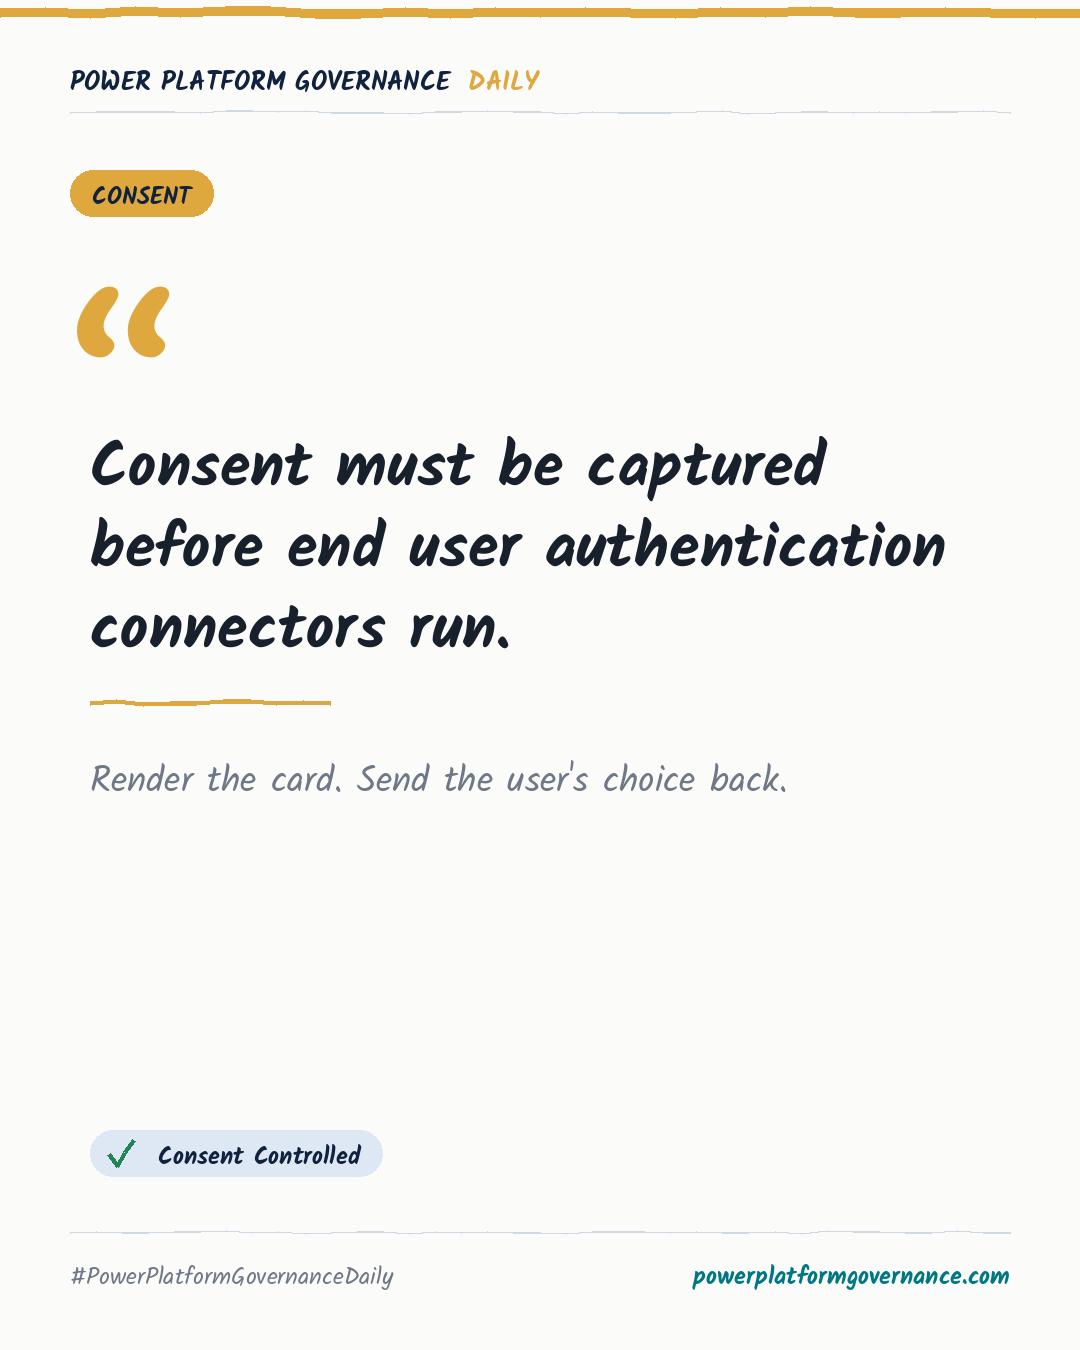 POWER PLATFORM GOVERNANCE DAILY
CONSENT
“
Consent must be captured
before end user authentication
connectors run.
Render the card. Send the user's choice back.
✓ Consent Controlled
#PowerPlatformGovernanceDaily
powerplatformgovernance.com